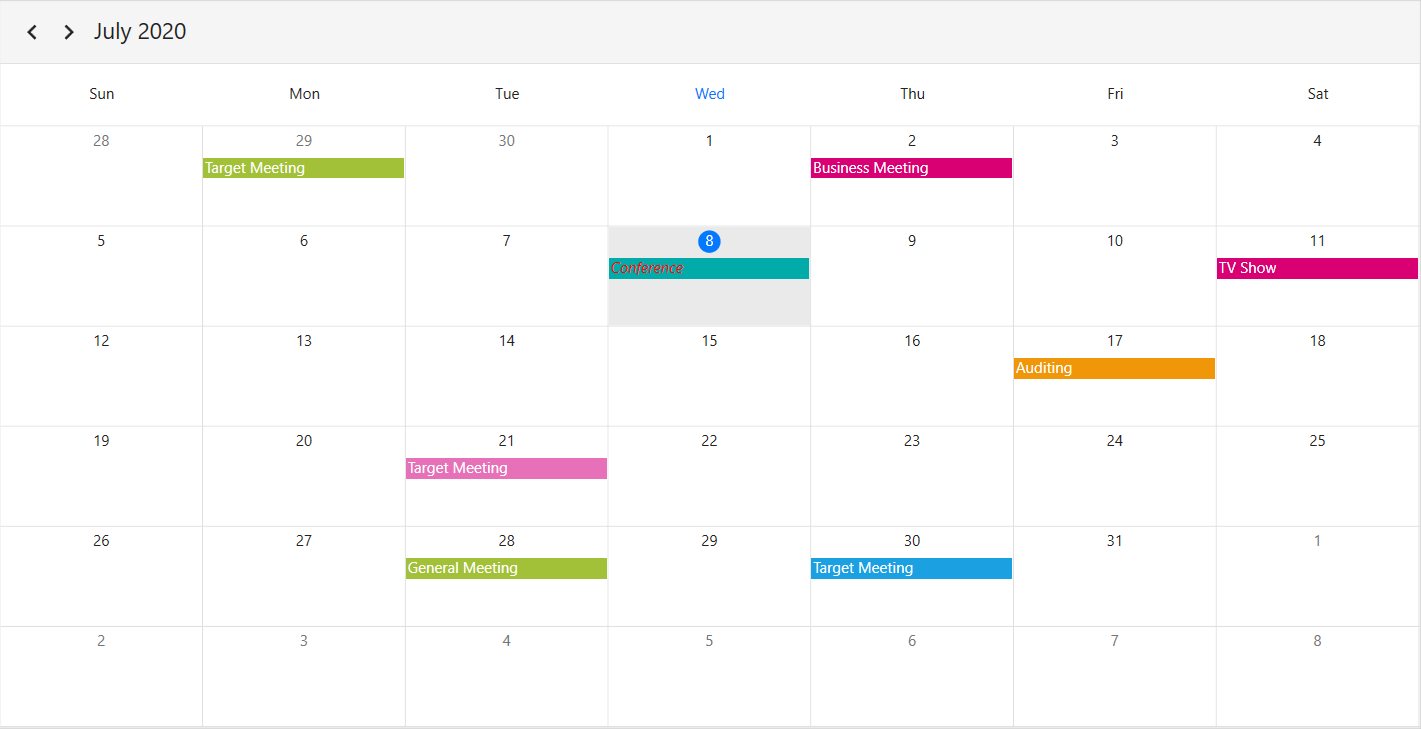 July 2020
Sun Mon Tue Wed Thu Fri Sat
28 29 30 1 2 3 4
Target Meeting Business Meeting
5 6 7 8 9 10 11
Conference TV Show
12 13 14 15 16 17 18
Auditing
19 20 21 22 23 24 25
Target Meeting
26 27 28 29 30 31 1
General Meeting Target Meeting
2 3 4 5 6 7 8